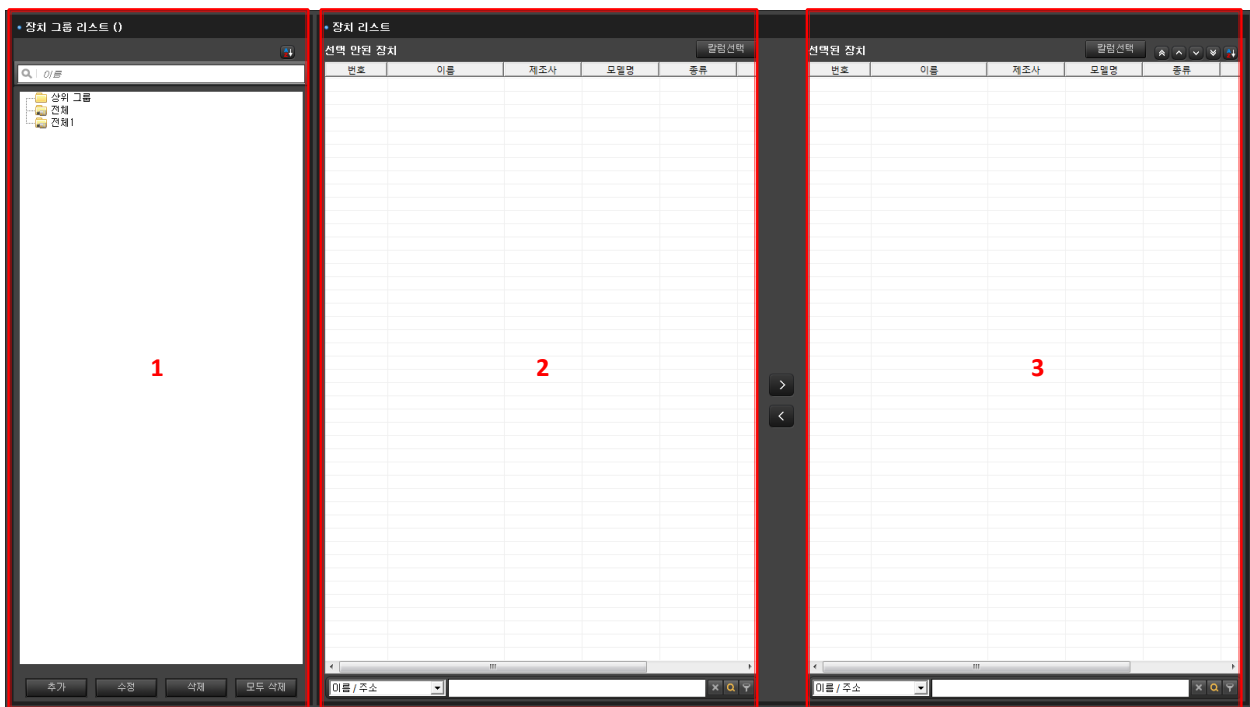 장치 그룹 리스트 ()
이름
상위 그룹
전체
전체1
1
추가 수정 삭제 모두 삭제
장치 리스트
선택 안된 장치 칼럼선택
번호 이름 제조사 모델명 종류
2
이름 / 주소
선택된 장치 칼럼선택
번호 이름 제조사 모델명 종류
3
이름 / 주소